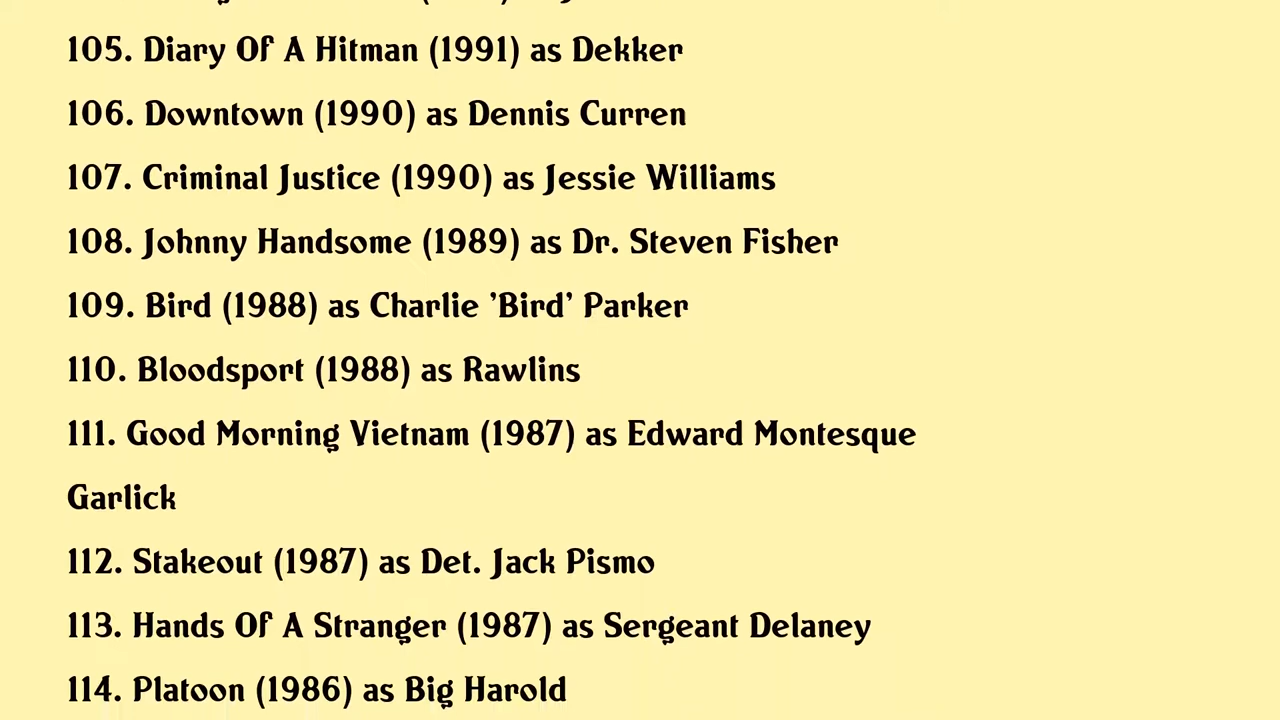 105. Diary Of A Hitman (1991) as Dekker
106. Downtown (1990) as Dennis Curren
107. Criminal Justice (1990) as Jessie Williams
108. Johnny Handsome (1989) as Dr. Steven Fisher
109. Bird (1988) as Charlie 'Bird' Parker
110. Bloodsport (1988) as Rawlins
111. Good Morning Vietnam (1987) as Edward Montesque
Garlick
112. Stakeout (1987) as Det. Jack Pismo
113. Hands Of A Stranger (1987) as Sergeant Delaney
114. Platoon (1986) as Big Harold